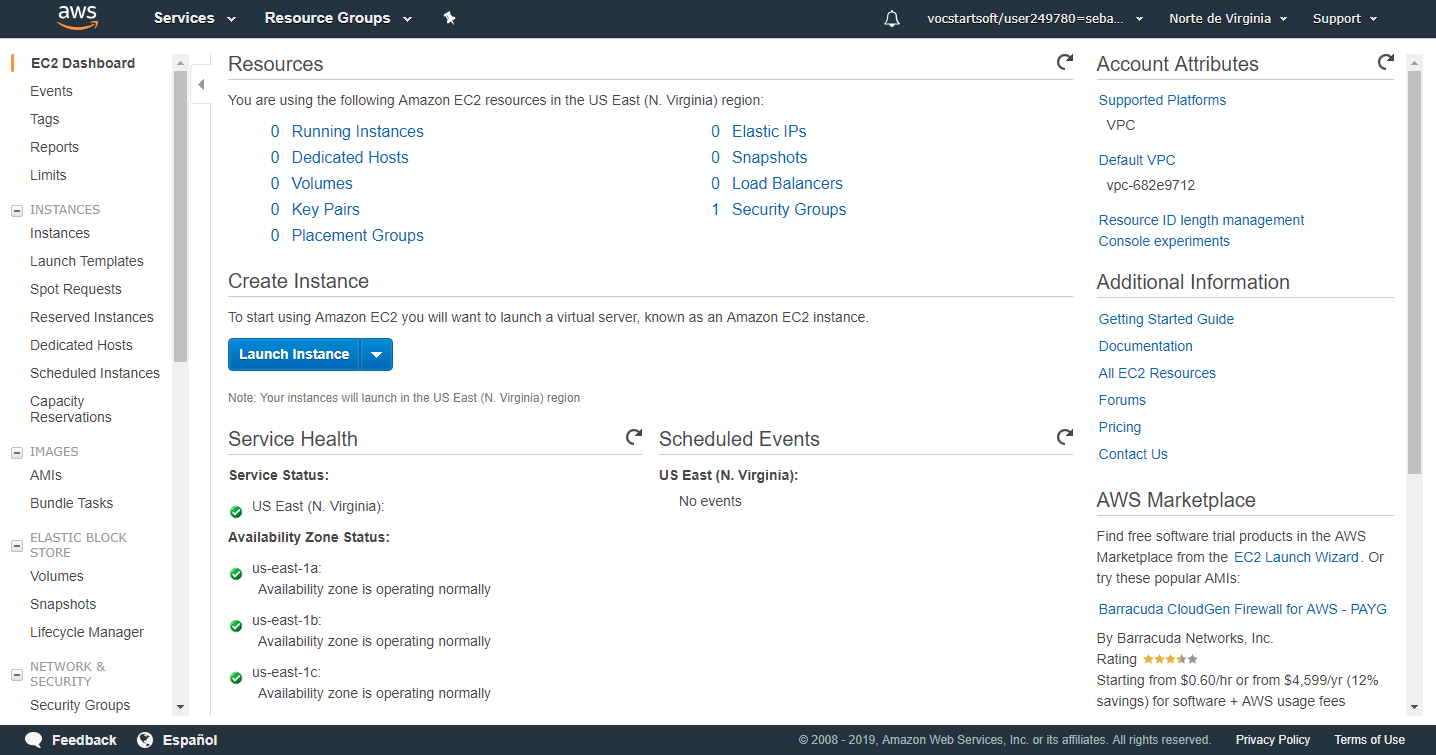 aws
Services
Resource Groups
vocstartsoft/user249780=seba...
Norte de Virginia
Support
EC2 Dashboard
Events
Tags
Reports
Limits
INSTANCES
Instances
Launch Templates
Spot Requests
Reserved Instances
Dedicated Hosts
Scheduled Instances
Capacity
Reservations
IMAGES
AMIs
Bundle Tasks
ELASTIC BLOCK
STORE
Volumes
Snapshots
Lifecycle Manager
NETWORK &
SECURITY
Security Groups
Resources
You are using the following Amazon EC2 resources in the US East (N. Virginia) region:
0 Running Instances
0 Dedicated Hosts
0 Volumes
0 Key Pairs
0 Placement Groups
0 Elastic IPs
0 Snapshots
0 Load Balancers
1 Security Groups
Create Instance
To start using Amazon EC2 you will want to launch a virtual server, known as an Amazon EC2 instance.
Launch Instance
Note: Your instances will launch in the US East (N. Virginia) region
Service Health
Service Status:
US East (N. Virginia):
Availability Zone Status:
us-east-1a:
Availability zone is operating normally
us-east-1b:
Availability zone is operating normally
us-east-1c:
Availability zone is operating normally
Scheduled Events
US East (N. Virginia):
No events
Account Attributes
Supported Platforms
VPC
Default VPC
vpc-682e9712
Resource ID length management
Console experiments
Additional Information
Getting Started Guide
Documentation
All EC2 Resources
Forums
Pricing
Contact Us
AWS Marketplace
Find free software trial products in the AWS
Marketplace from the EC2 Launch Wizard. Or
try these popular AMIs:
Barracuda CloudGen Firewall for AWS - PAYG
By Barracuda Networks, Inc.
Rating
Starting from $0.60/hr or from $4,599/yr (12%
savings) for software + AWS usage fees
Feedback
Español
© 2008 - 2019, Amazon Web Services, Inc. or its affiliates. All rights reserved.
Privacy Policy
Terms of Use